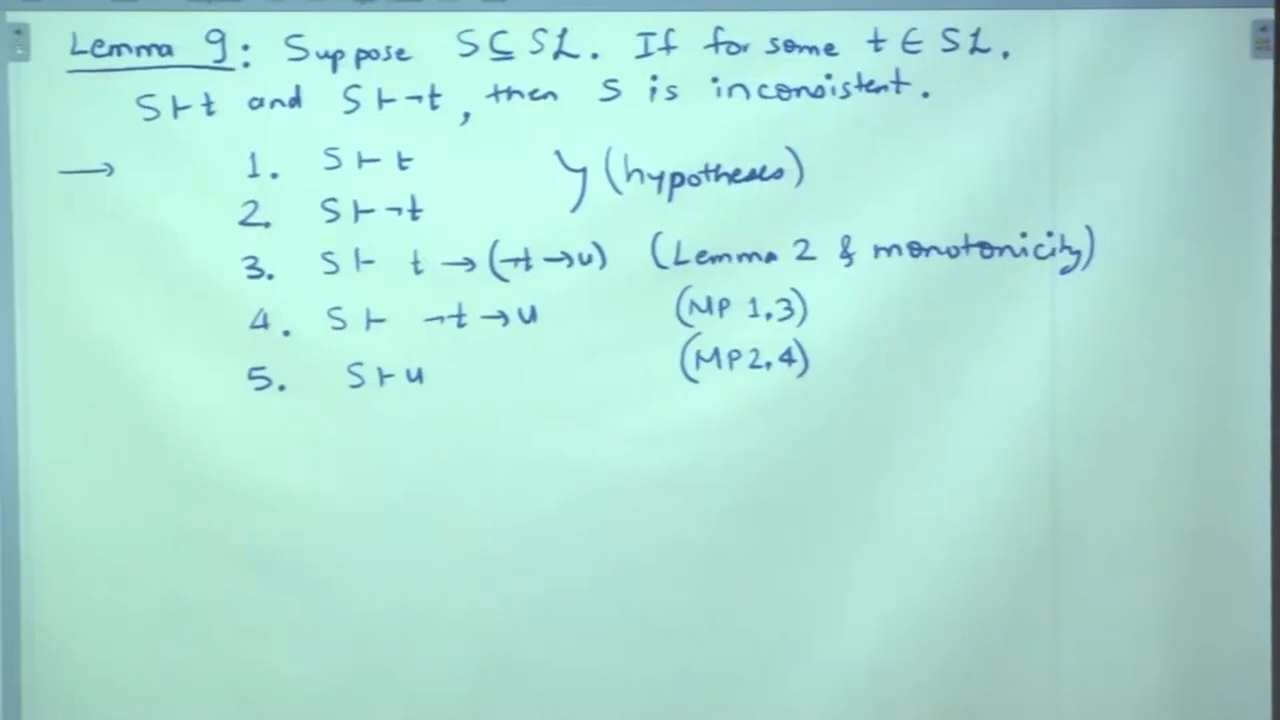 Lemma 9: Suppose S ⊆ SL. If for some t ∈ SL.
S ⊢ t and S ⊢ ¬t, then S is inconsistent.
→ 1. S ⊢ t } (hypotheses)
2. S ⊢ ¬t
3. S ⊢ t → (¬t → u) (Lemma 2 & monotonicity)
4. S ⊢ ¬t → u (MP 1,3)
5. S ⊢ u (MP 2,4)